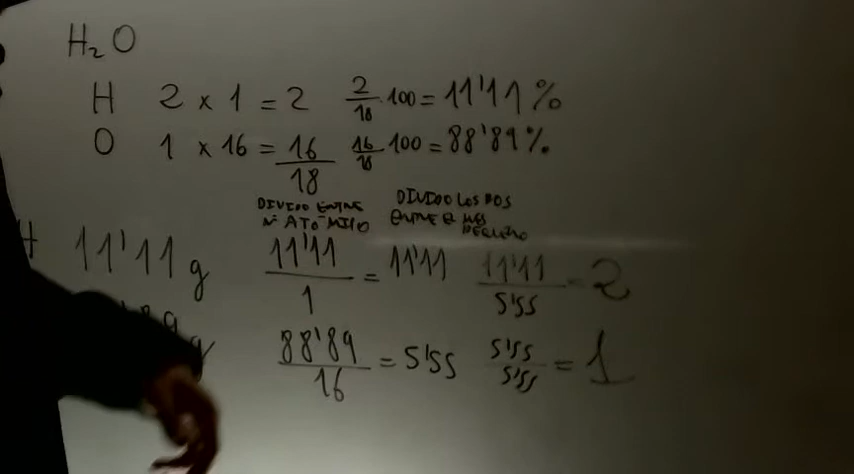 H₂O
H 2 x 1 = 2 2/18 · 100 = 11'11%
O 1 x 16 = 16 16/18 · 100 = 88'89%
18
DIVIDO ENTRE DIVIDO LOS DOS
Nº ATOMICO ENTRE EL MÁS
PEQUEÑO
H 11'11 g 11'11/1 = 11'11 11'11/5'55 = 2
88'89/16 = 5'55 5'55/5'55 = 1